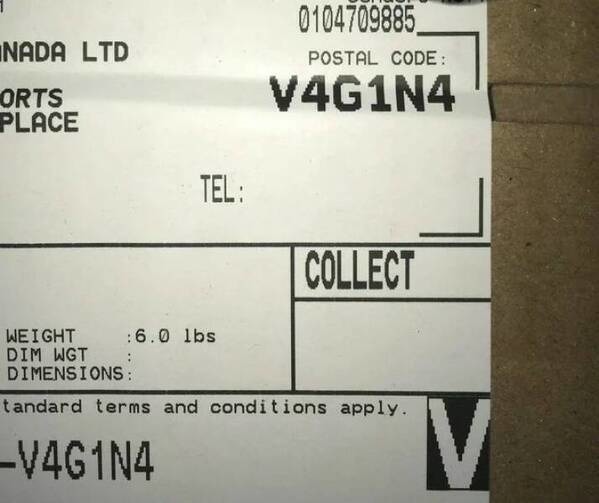 0104709885
ANADA LTD
POSTAL CODE:
V4G1N4
ORTS
PLACE
TEL:
COLLECT
WEIGHT :6.0 lbs
DIM WGT :
DIMENSIONS:
tandard terms and conditions apply.
-V4G1N4
V